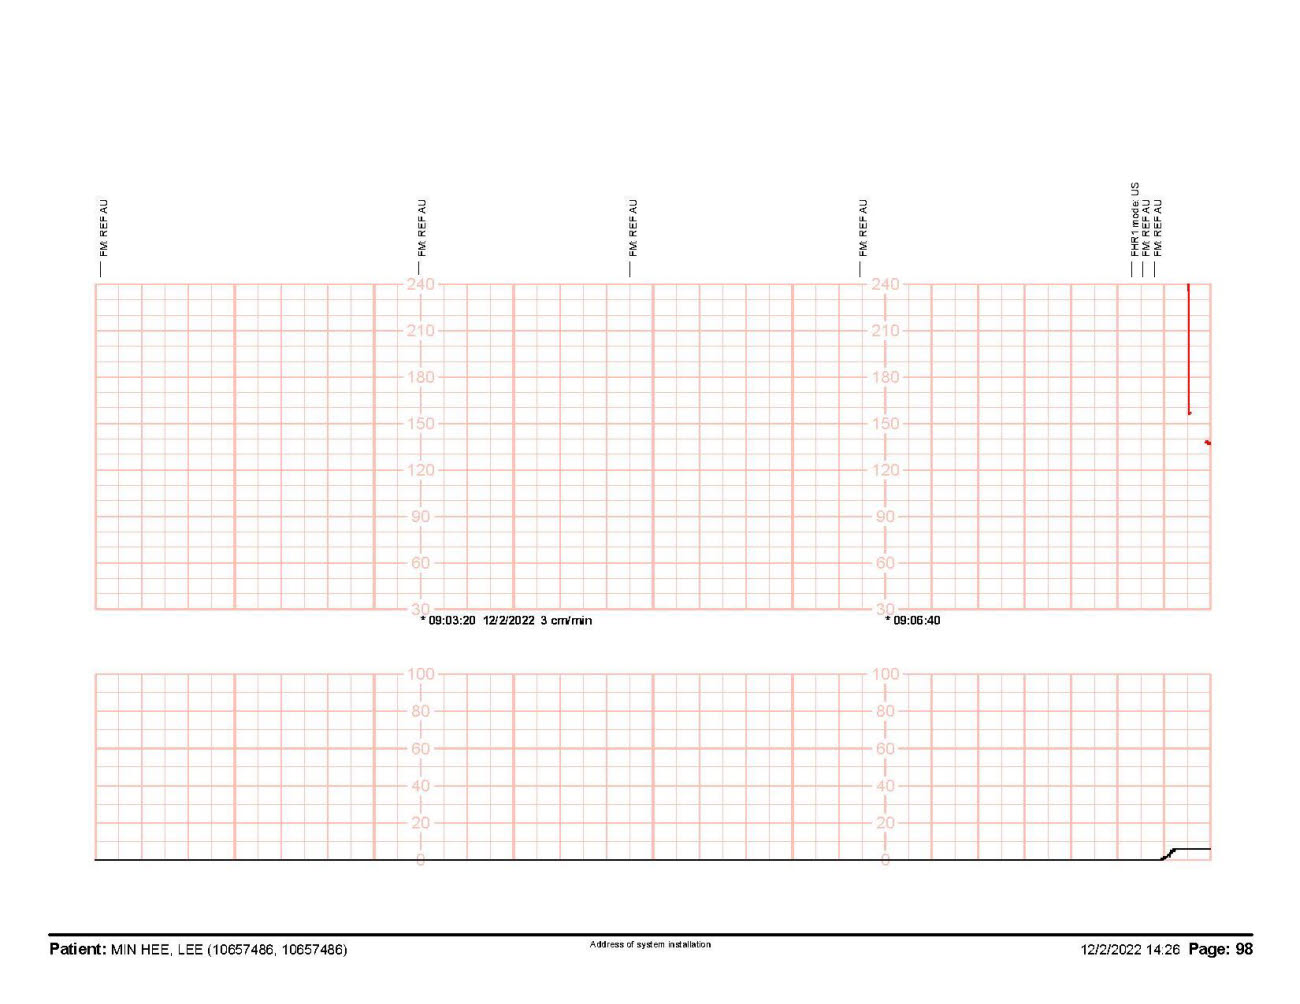 FM: REF AU
FM: REF AU
FM: REF AU
FM: REF AU
FHR1 mode: US
FM: REF AU
FM: REF AU
240 240
210 210
180 180
150 150
120 120
90 90
60 60
30 30
* 09:03:20 12/2/2022 3 cm/min * 09:06:40
100 100
80 80
60 60
40 40
20 20
0 0
Patient: MIN HEE, LEE (10657486, 10657486) Address of system installation 12/2/2022 14:26 Page: 98